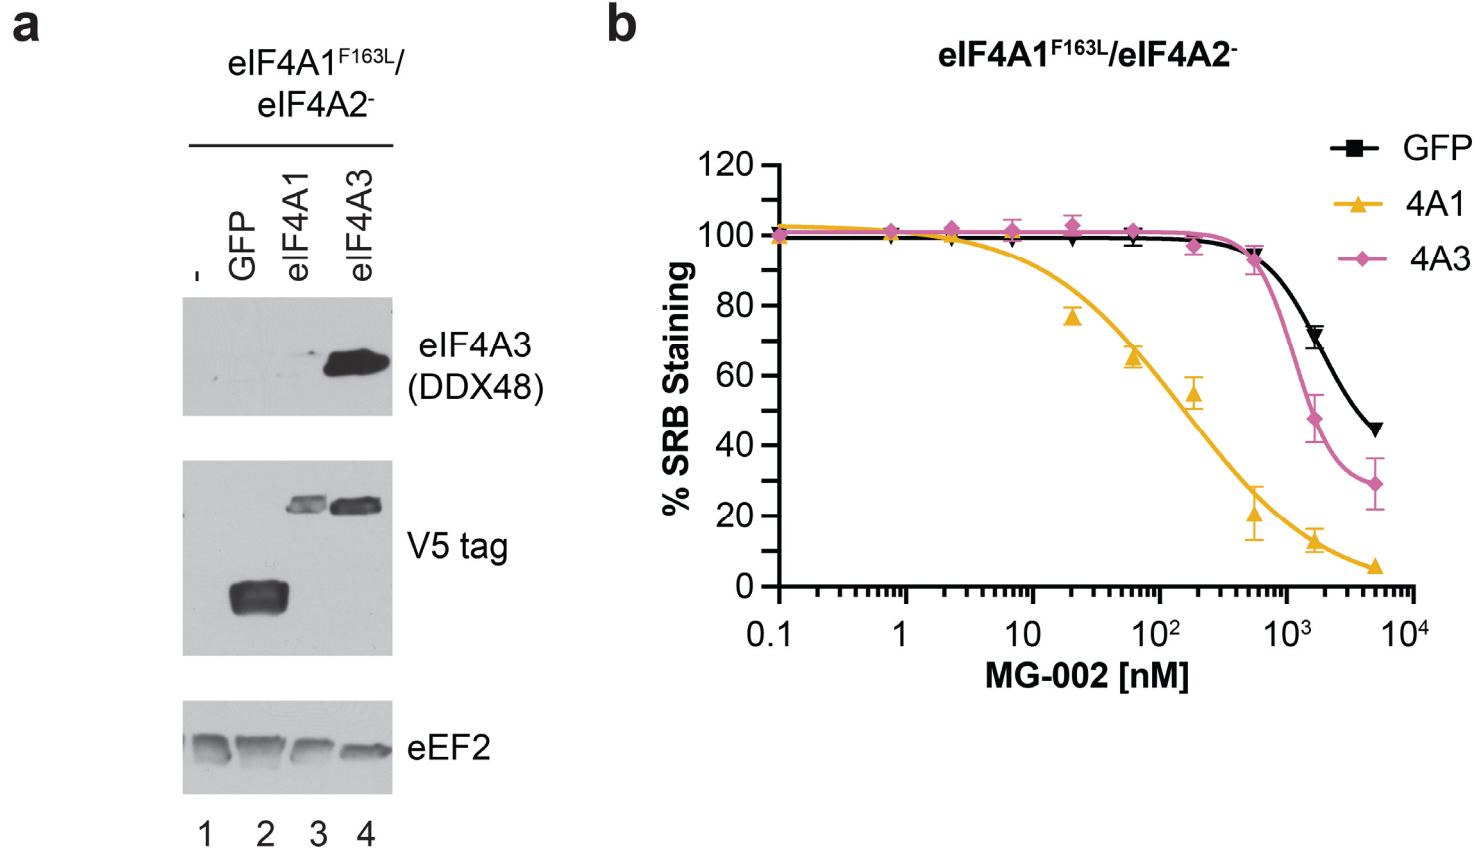 a
eIF4A1F163L/
eIF4A2-
-
GFP
eIF4A1
eIF4A3
eIF4A3
(DDX48)
V5 tag
eEF2
1 2 3 4
b
eIF4A1F163L/eIF4A2-
GFP
4A1
4A3
% SRB Staining
120
100
80
60
40
20
0
0.1 1 10 10² 10³ 10⁴
MG-002 [nM]